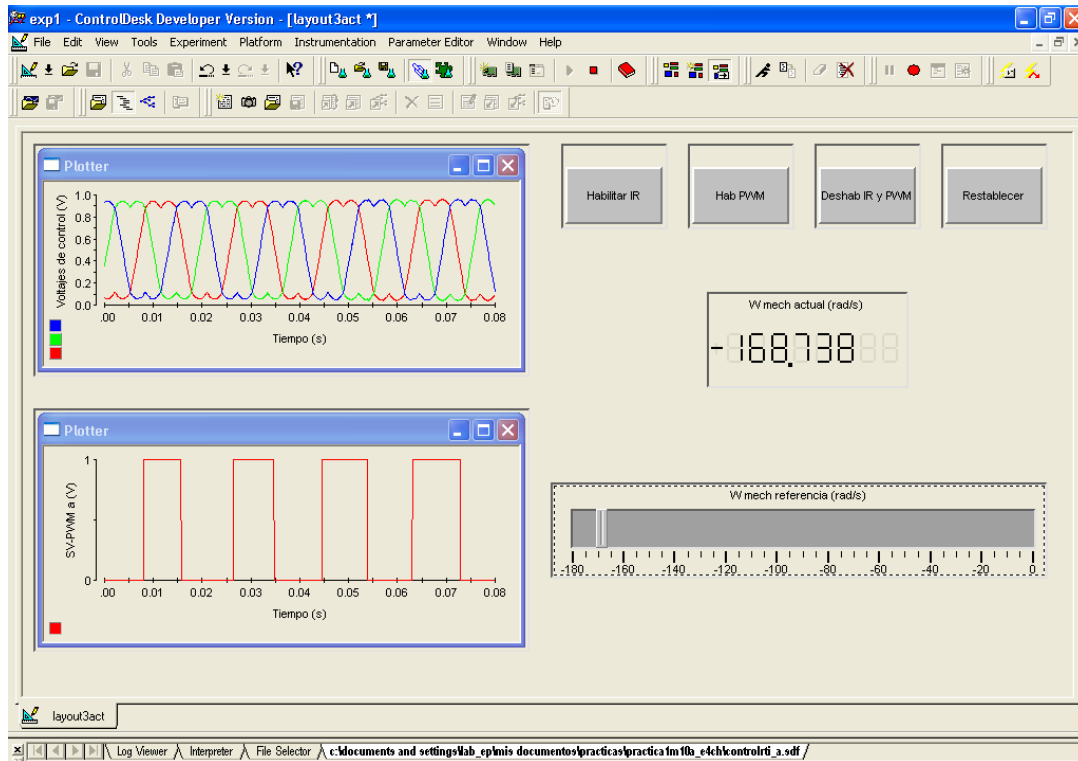 exp1 - ControlDesk Developer Version - [layout3act *]
File Edit View Tools Experiment Platform Instrumentation Parameter Editor Window Help
Plotter
Voltajes de control (V)
1.0
0.8
0.6
0.4
0.2
0.0
.00 0.01 0.02 0.03 0.04 0.05 0.06 0.07 0.08
Tiempo (s)
Habilitar IR
Hab PWM
Deshab IR y PWM
Restablecer
W mech actual (rad/s)
-168.738
Plotter
SV-PWM a (V)
1
0
.00 0.01 0.02 0.03 0.04 0.05 0.06 0.07 0.08
Tiempo (s)
W mech referencia (rad/s)
-180 -160 -140 -120 -100 -80 -60 -40 -20 0
layout3act
Log Viewer Interpreter File Selector c:\documents and settings\lab_ep\mis documentos\practicas\practica1m10a_e4ch\controlrti_a.sdf